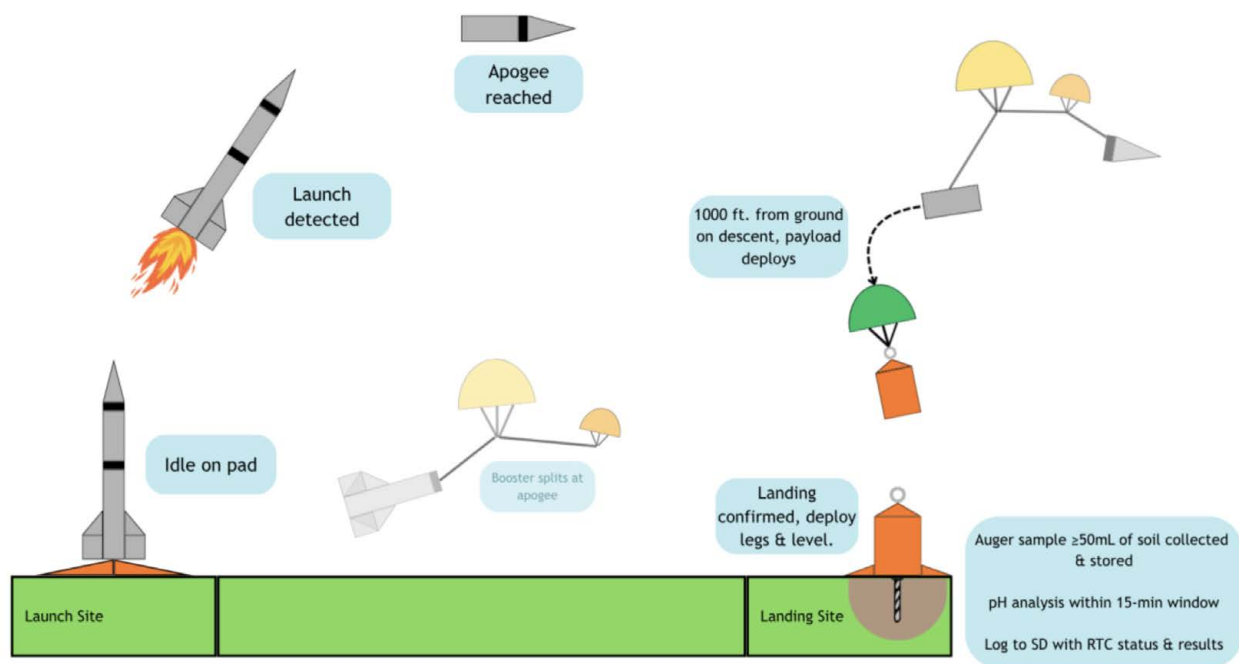 Apogee
reached
Launch
detected
1000 ft. from ground
on descent, payload
deploys
Idle on pad
Booster splits at
apogee
Landing
confirmed, deploy
legs & level.
Auger sample ≥50mL of soil collected
& stored
pH analysis within 15-min window
Log to SD with RTC status & results
Launch Site
Landing Site